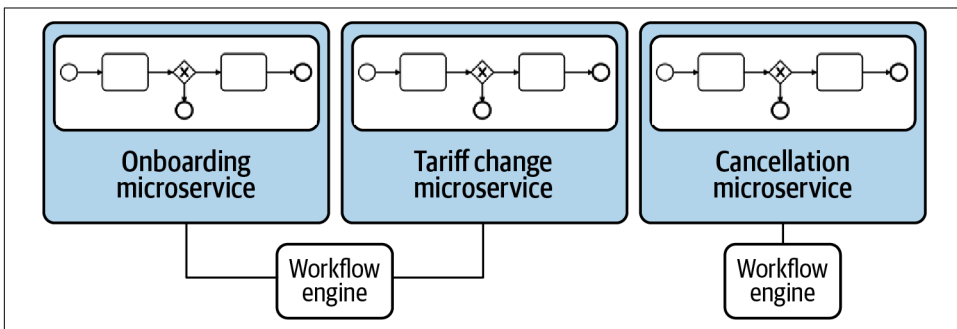 Onboarding
microservice
Tariff change
microservice
Cancellation
microservice
Workflow
engine
Workflow
engine